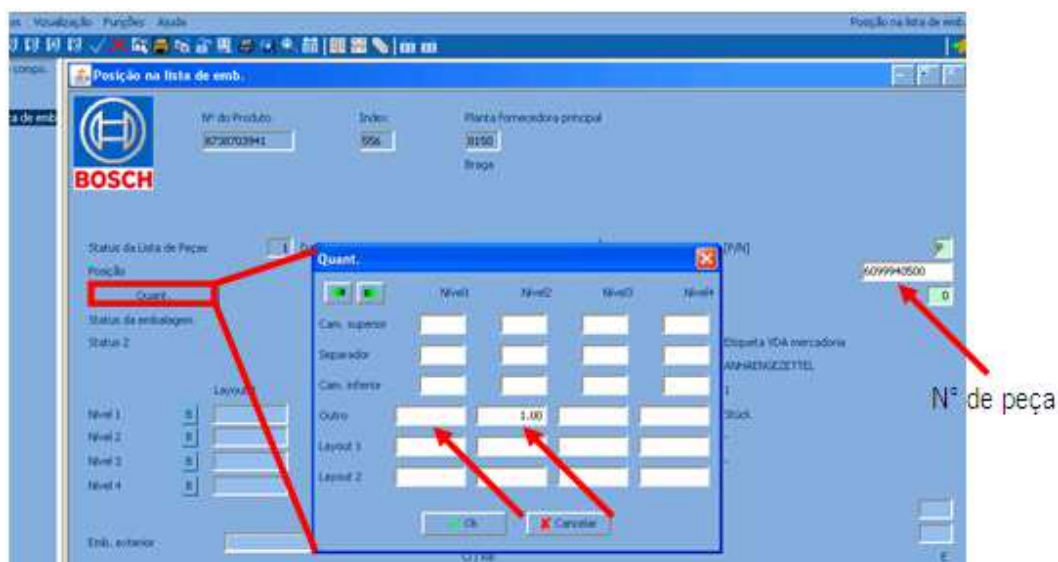 Visualização Funções Ajuda
Posição na lista de emb.
Posição na lista de emb.
BOSCH
Nº do Produto Index Planta fornecedora principal
8738703941 556 8150
Braga
Status da Lista de Peças 1 [P/N] P
Posição 6099940500
Quant. 0
Status da embalagem
Status 2 Etiqueta VDA mercadoria
ANHAENGEZETTEL
1
Layout
Stück
Nível 1 B
Nível 2 B
Nível 3 B
Nível 4 B
Emb. exterior
E
Quant.
Nível1 Nível2 Nível3 Nível4
Cam. superior
Separador
Cam. inferior
Outro 1.00
Layout 1
Layout 2
Ok Cancelar
Nº de peça